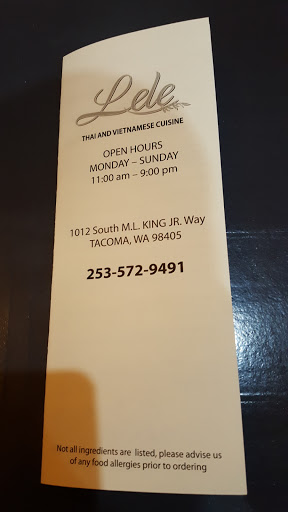 Lele
THAI AND VIETNAMESE CUISINE
OPEN HOURS
MONDAY – SUNDAY
11:00 am – 9:00 pm
1012 South M.L. KING JR. Way
TACOMA, WA 98405
253-572-9491
Not all ingredients are listed, please advise us
of any food allergies prior to ordering